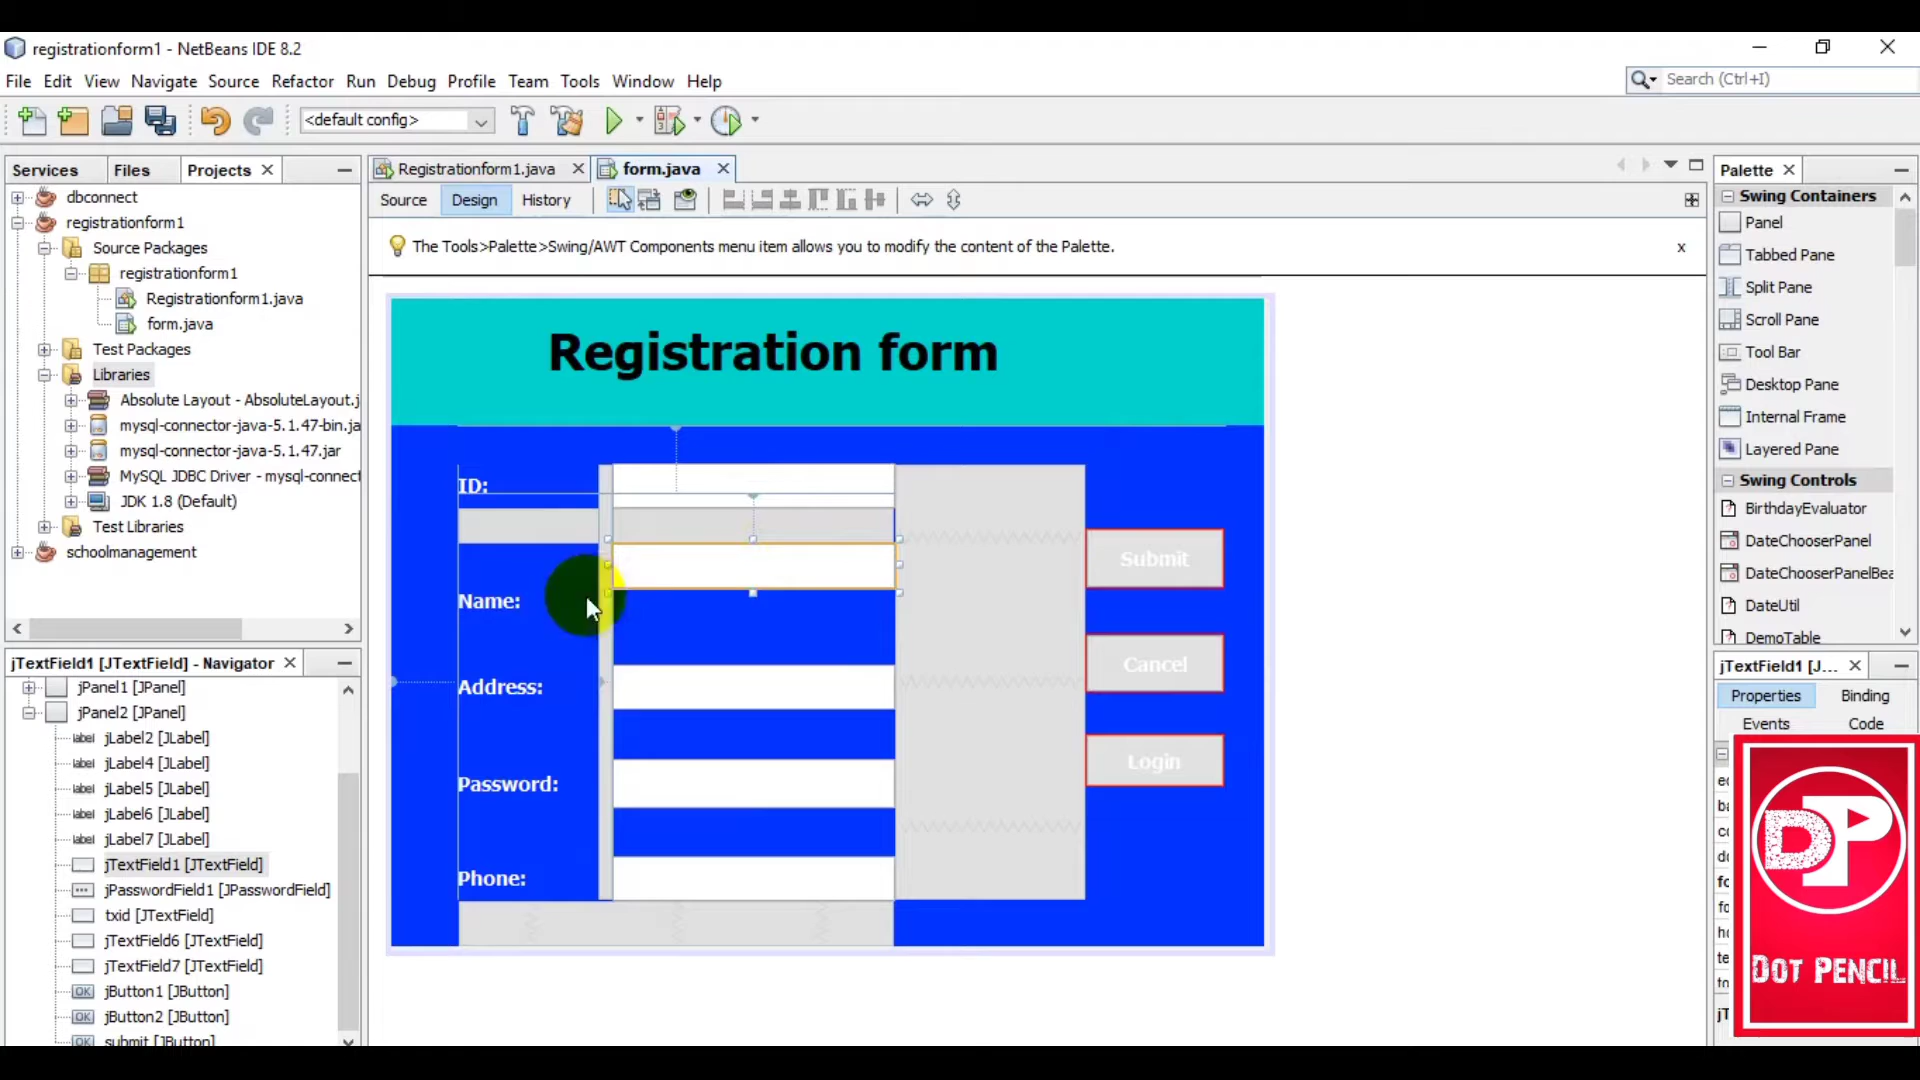 registrationform1 - NetBeans IDE 8.2
File Edit View Navigate Source Refactor Run Debug Profile Team Tools Window Help
Search (Ctrl+I)
<default config>
Services Files Projects
Registrationform1.java form.java
Palette
Source Design History
The Tools>Palette>Swing/AWT Components menu item allows you to modify the content of the Palette.
x
dbconnect
registrationform1
Source Packages
registrationform1
Registrationform1.java
form.java
Test Packages
Libraries
Absolute Layout - AbsoluteLayout.j
mysql-connector-java-5.1.47-bin.ja
mysql-connector-java-5.1.47.jar
MySQL JDBC Driver - mysql-connect
JDK 1.8 (Default)
Test Libraries
schoolmanagement
jTextField1 [JTextField] - Navigator
jPanel1 [JPanel]
jPanel2 [JPanel]
jLabel2 [JLabel]
jLabel4 [JLabel]
jLabel5 [JLabel]
jLabel6 [JLabel]
jLabel7 [JLabel]
jTextField1 [JTextField]
jPasswordField1 [JPasswordField]
txid [JTextField]
jTextField6 [JTextField]
jTextField7 [JTextField]
OK jButton1 [JButton]
OK jButton2 [JButton]
OK submit [JButton]
Registration form
ID:
Name:
Address:
Password:
Phone:
Submit
Cancel
Login
Swing Containers
Panel
Tabbed Pane
Split Pane
Scroll Pane
Tool Bar
Desktop Pane
Internal Frame
Layered Pane
Swing Controls
BirthdayEvaluator
DateChooserPanel
DateChooserPanelBea
DateUtil
DemoTable
jTextField1 [J...
Properties Binding
Events Code
DP
DOT PENCIL